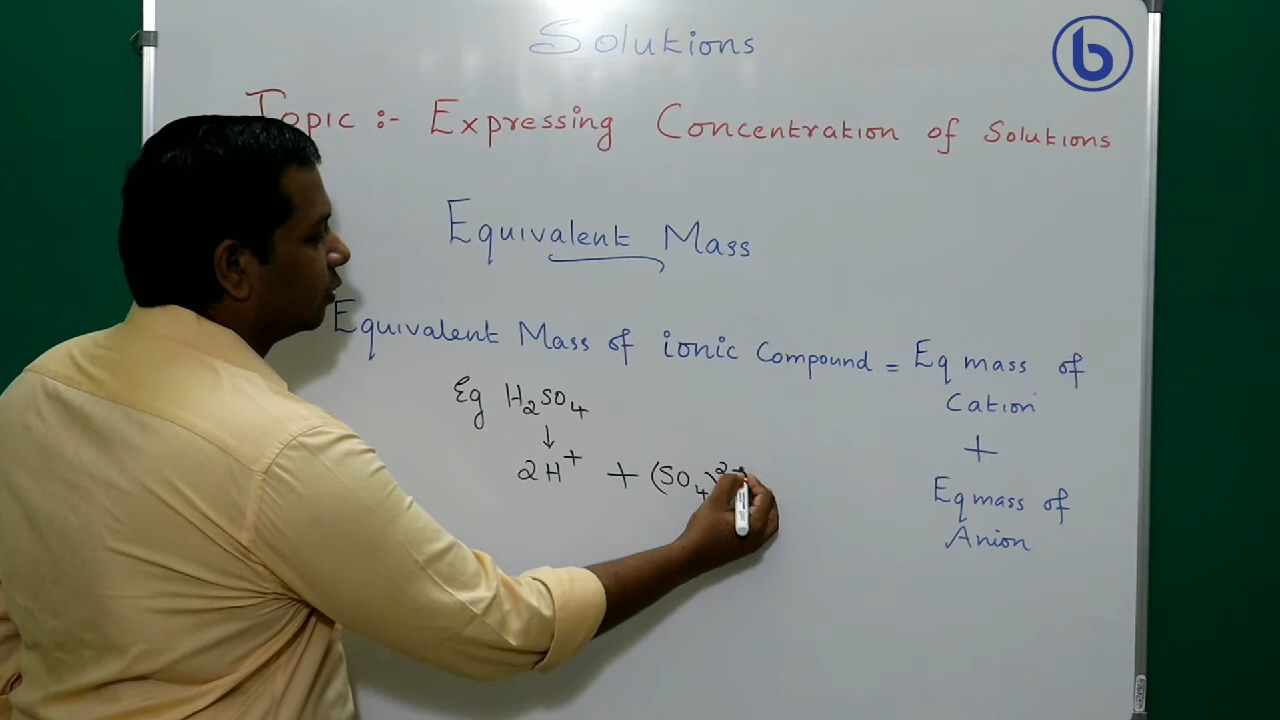 Solutions
b
Topic :- Expressing Concentration of Solutions
Equivalent Mass
Equivalent Mass of ionic Compound = Eq mass of
Cation
+
Eq mass of
Anion
Eg H₂SO₄
↓
2H⁺ + (SO₄)²⁻